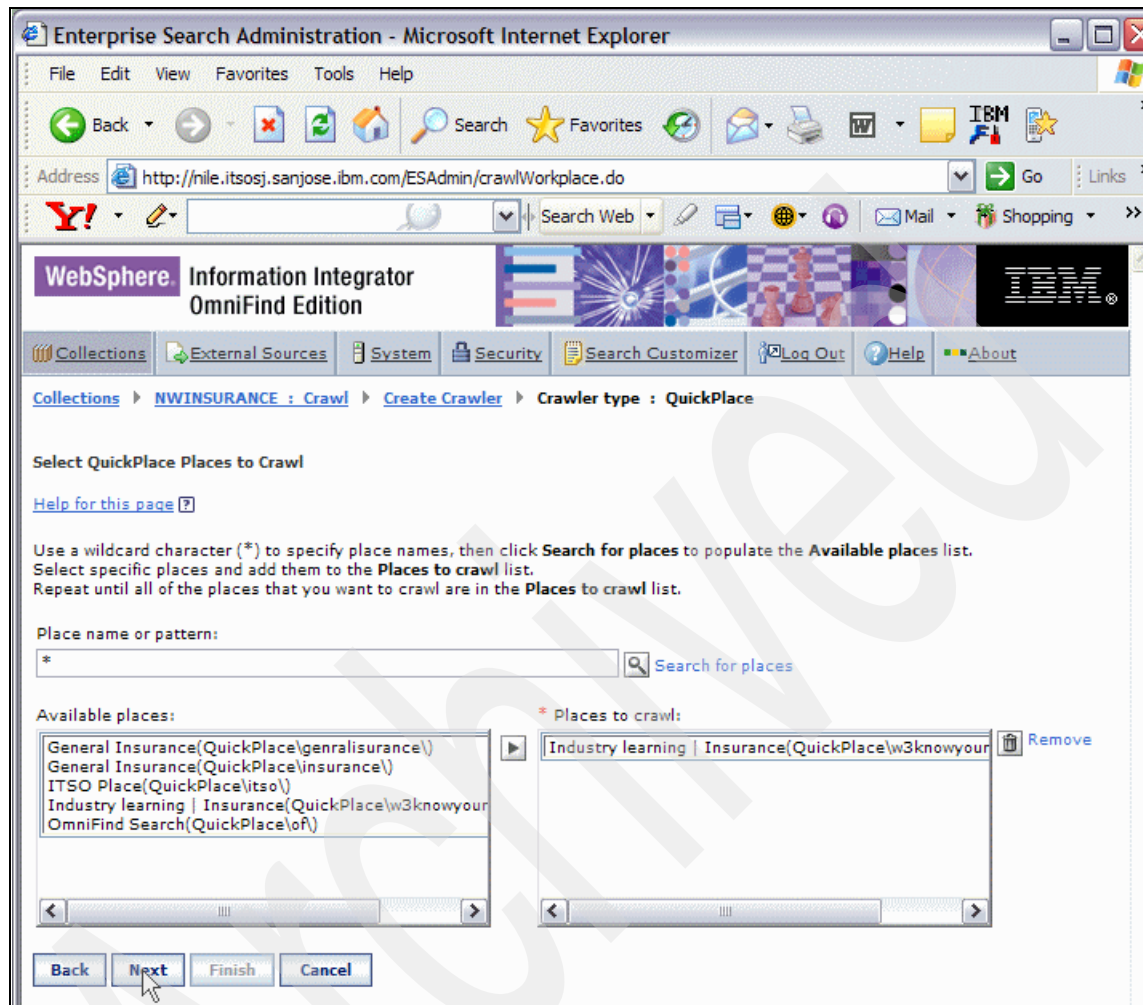 Enterprise Search Administration - Microsoft Internet Explorer
File Edit View Favorites Tools Help
Back Search Favorites IBM
Address http://nile.itsosj.sanjose.ibm.com/ESAdmin/crawlWorkplace.do Go Links
Y! Search Web Mail Shopping »
WebSphere. Information Integrator
OmniFind Edition
IBM®
Collections External Sources System Security Search Customizer Log Out Help About
Collections NWINSURANCE : Crawl Create Crawler Crawler type : QuickPlace
Select QuickPlace Places to Crawl
Help for this page ?
Use a wildcard character (*) to specify place names, then click Search for places to populate the Available places list.
Select specific places and add them to the Places to crawl list.
Repeat until all of the places that you want to crawl are in the Places to crawl list.
Place name or pattern:
* Search for places
Available places: * Places to crawl:
General Insurance(QuickPlace\genralisurance\) Industry learning | Insurance(QuickPlace\w3knowyour Remove
General Insurance(QuickPlace\insurance\)
ITSO Place(QuickPlace\itso\)
Industry learning | Insurance(QuickPlace\w3knowyour
OmniFind Search(QuickPlace\of\)
Back Next Finish Cancel
Archived